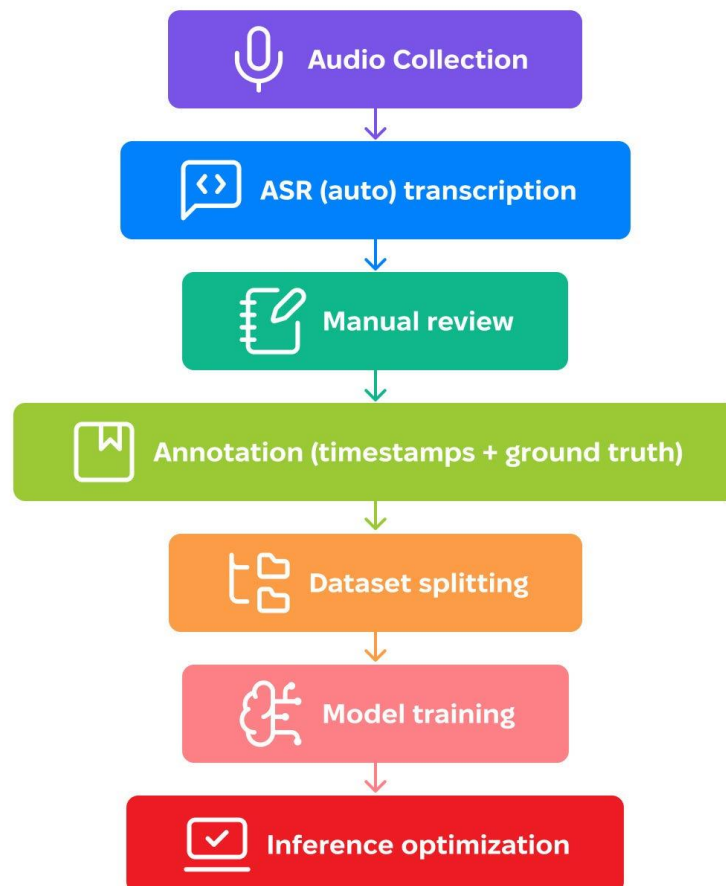 Audio Collection
ASR (auto) transcription
Manual review
Annotation (timestamps + ground truth)
Dataset splitting
Model training
Inference optimization